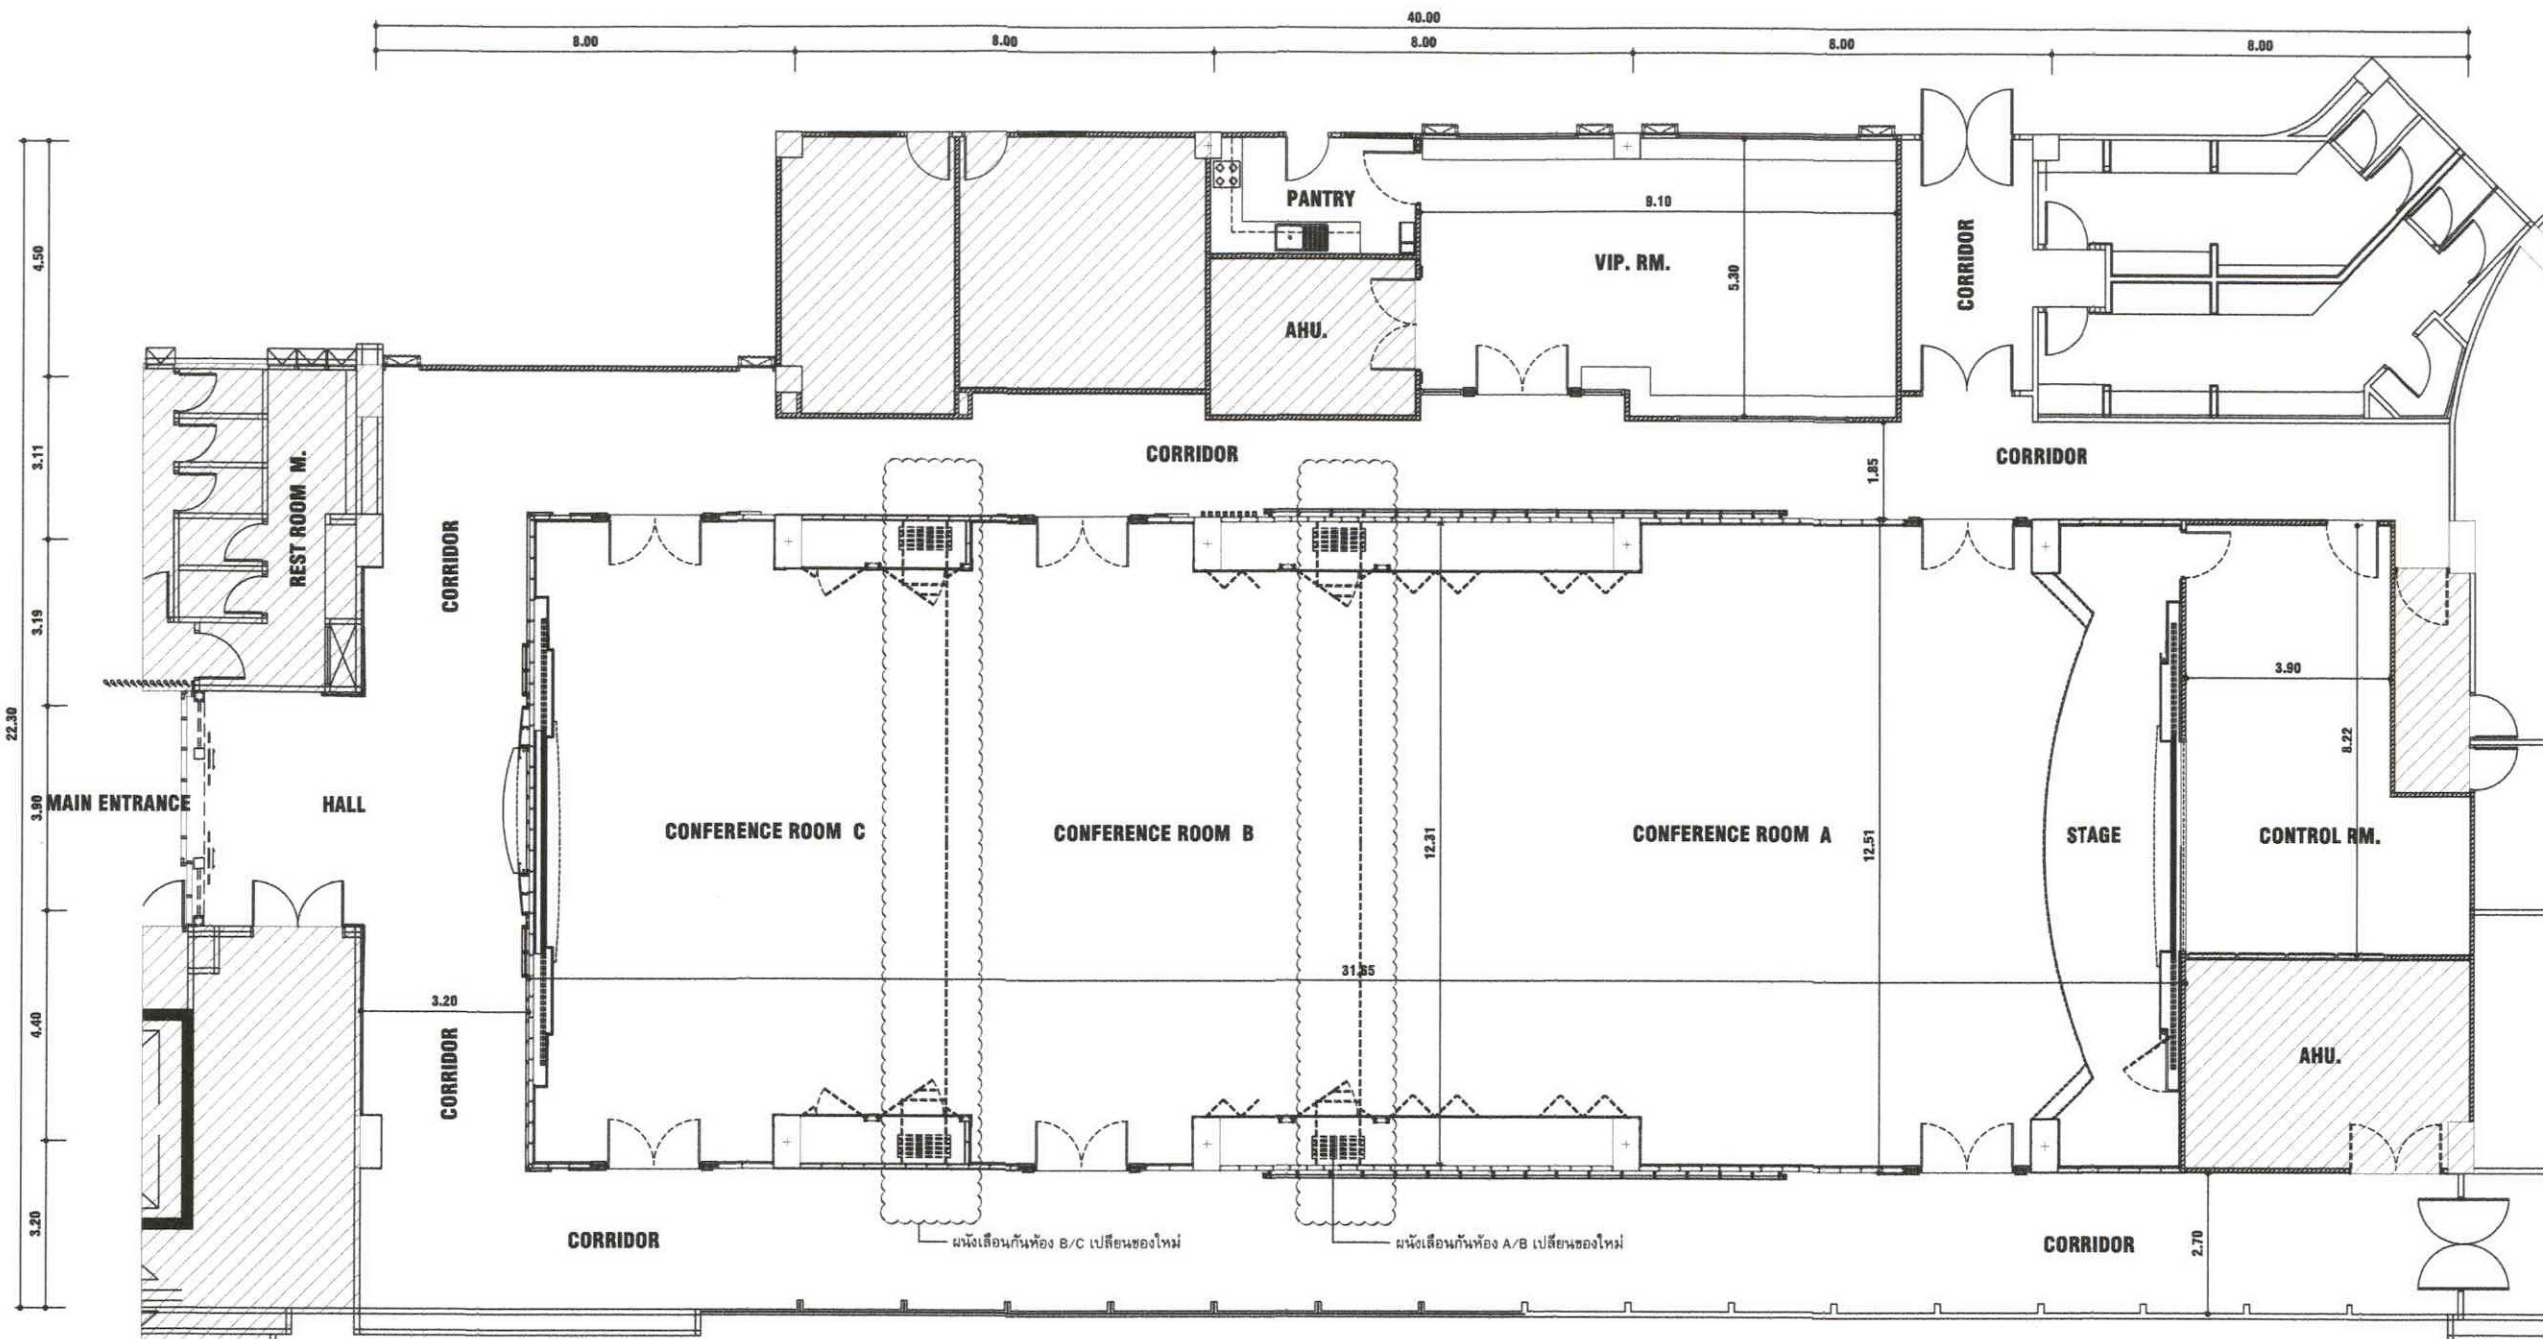 40.00
8.00 8.00 8.00 8.00 8.00
4.50
3.11
3.19
22.30
3.90
4.40
3.20
PANTRY
9.10
VIP. RM.
5.30
CORRIDOR
AHU.
REST ROOM M.
CORRIDOR
CORRIDOR
1.85
CORRIDOR
3.90
8.22
MAIN ENTRANCE
HALL
CONFERENCE ROOM C
CONFERENCE ROOM B
12.31
CONFERENCE ROOM A
12.51
STAGE
CONTROL RM.
31.65
3.20
CORRIDOR
AHU.
CORRIDOR
ผนังเลื่อนกันห้อง B/C เปลี่ยนของใหม่
ผนังเลื่อนกันห้อง A/B เปลี่ยนของใหม่
CORRIDOR
2.70